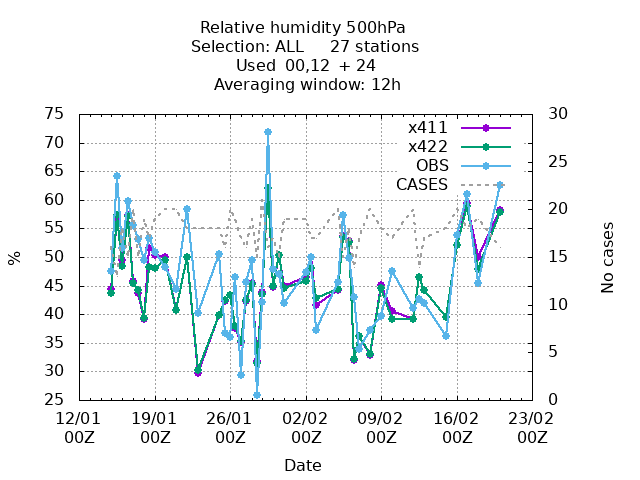 Relative humidity 500hPa
Selection: ALL 27 stations
Used 00,12 + 24
Averaging window: 12h
75
70
65
60
55
50
45
40
35
30
25
%
30
25
20
15
10
5
0
No cases
x411
x422
OBS
CASES
12/01 19/01 26/01 02/02 09/02 16/02 23/02
00Z 00Z 00Z 00Z 00Z 00Z 00Z
Date